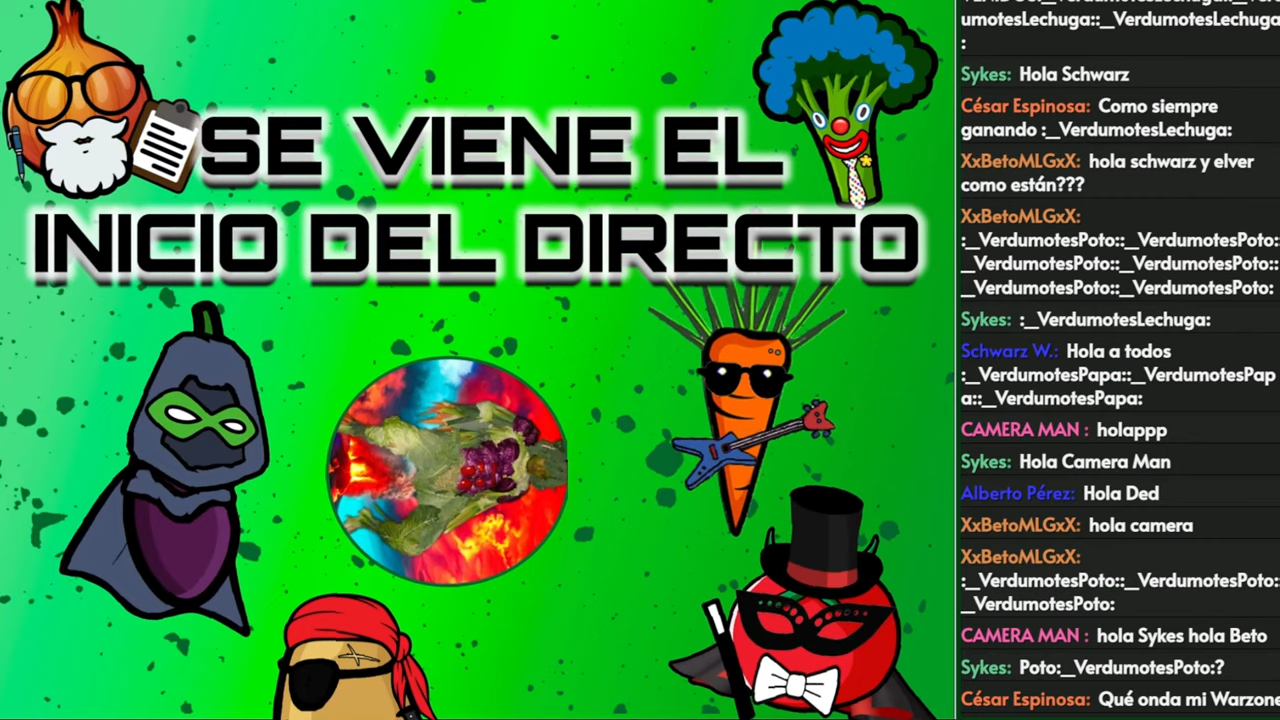 SE VIENE EL
INICIO DEL DIRECTO
umotesLechuga::_VerdumotesLechuga
:
Sykes: Hola Schwarz
César Espinosa: Como siempre
ganando :_VerdumotesLechuga:
XxBetoMLGxX: hola schwarz y elver
como están???
XxBetoMLGxX:
:_VerdumotesPoto::_VerdumotesPoto:
:_VerdumotesPoto::_VerdumotesPoto::
_VerdumotesPoto::_VerdumotesPoto:
Sykes: :_VerdumotesLechuga:
Schwarz W.: Hola a todos
:_VerdumotesPapa::_VerdumotesPap
a::_VerdumotesPapa:
CAMERA MAN : holappp
Sykes: Hola Camera Man
Alberto Pérez: Hola Ded
XxBetoMLGxX: hola camera
XxBetoMLGxX:
:_VerdumotesPoto::_VerdumotesPoto:
:_VerdumotesPoto:
CAMERA MAN : hola Sykes hola Beto
Sykes: Poto:_VerdumotesPoto:?
César Espinosa: Qué onda mi Warzone